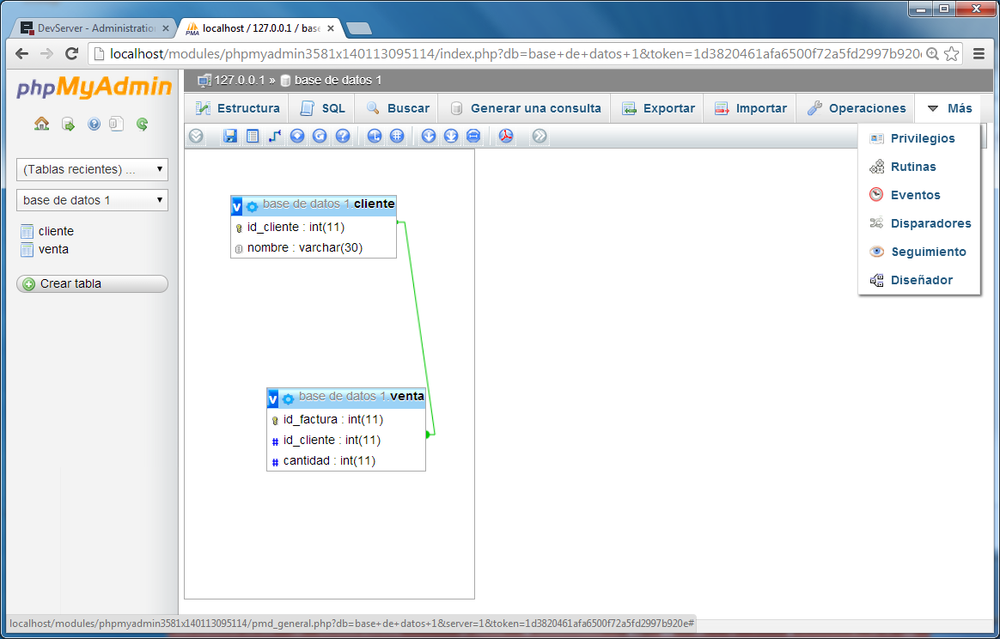 DevServer - Administratio
localhost / 127.0.0.1 / base
localhost/modules/phpmyadmin3581x140113095114/index.php?db=base+de+datos+1&token=1d3820461afa6500f72a5fd2997b920
phpMyAdmin
(Tablas recientes) ...
base de datos 1
cliente
venta
Crear tabla
127.0.0.1 » base de datos 1
Estructura SQL Buscar Generar una consulta Exportar Importar Operaciones Más
Privilegios
Rutinas
Eventos
Disparadores
Seguimiento
Diseñador
v base de datos 1.cliente
id_cliente : int(11)
nombre : varchar(30)
v base de datos 1.venta
id_factura : int(11)
# id_cliente : int(11)
# cantidad : int(11)
localhost/modules/phpmyadmin3581x140113095114/pmd_general.php?db=base+de+datos+1&server=1&token=1d3820461afa6500f72a5fd2997b920e#